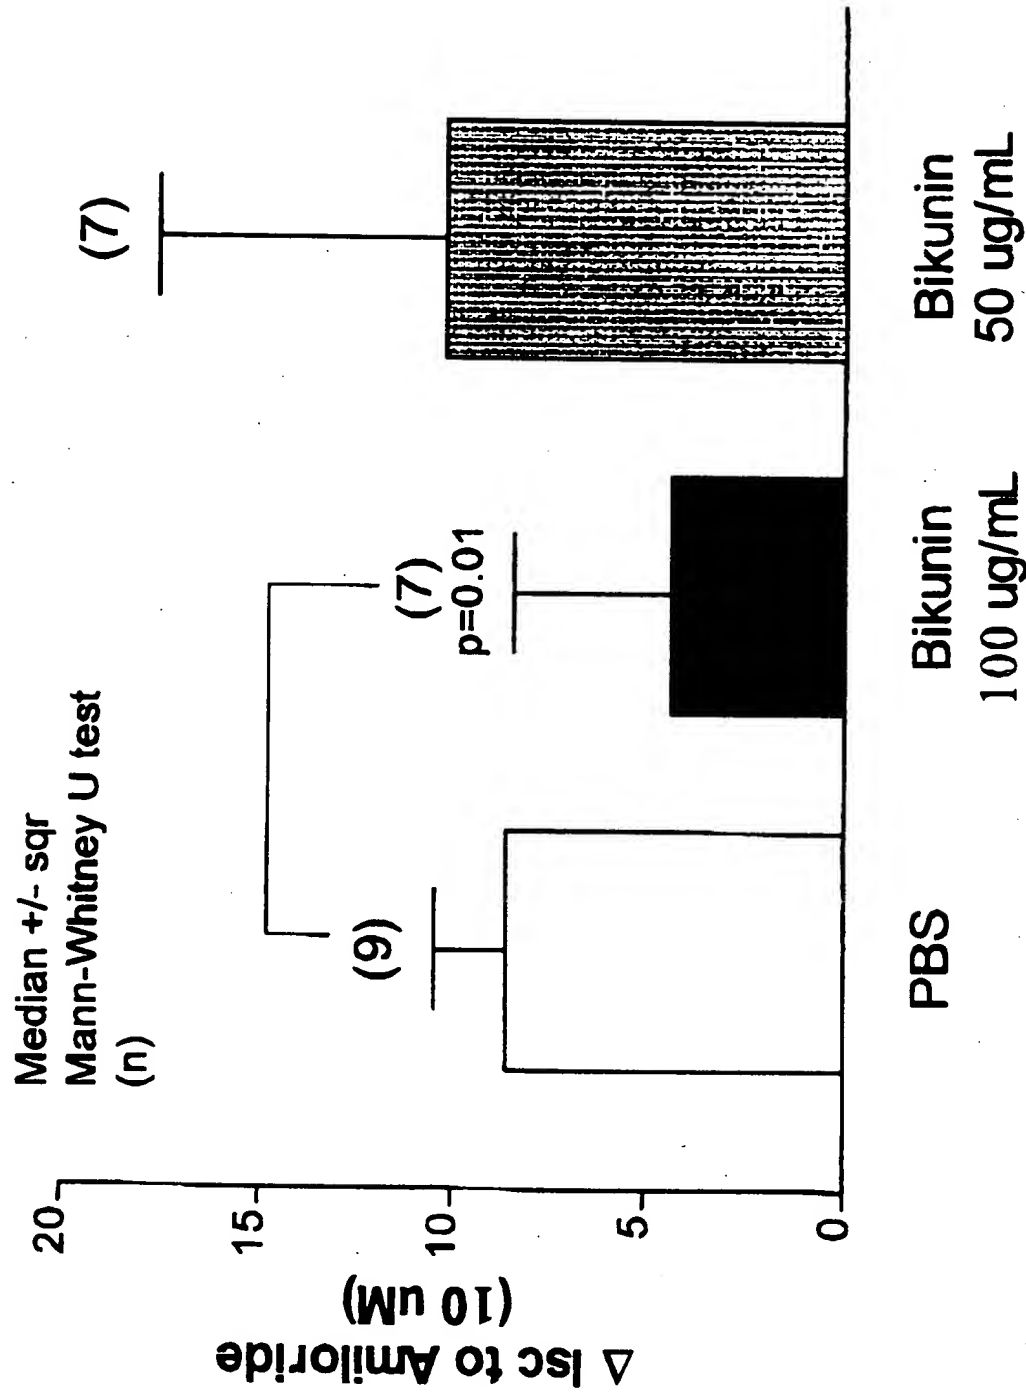 Median +/- sqr
Mann-Whitney U test
(n)
20
15
10
5
0
Δ Isc to Amiloride
(10 uM)
(9)
(7)
p=0.01
(7)
PBS
Bikunin
100 ug/mL
Bikunin
50 ug/mL